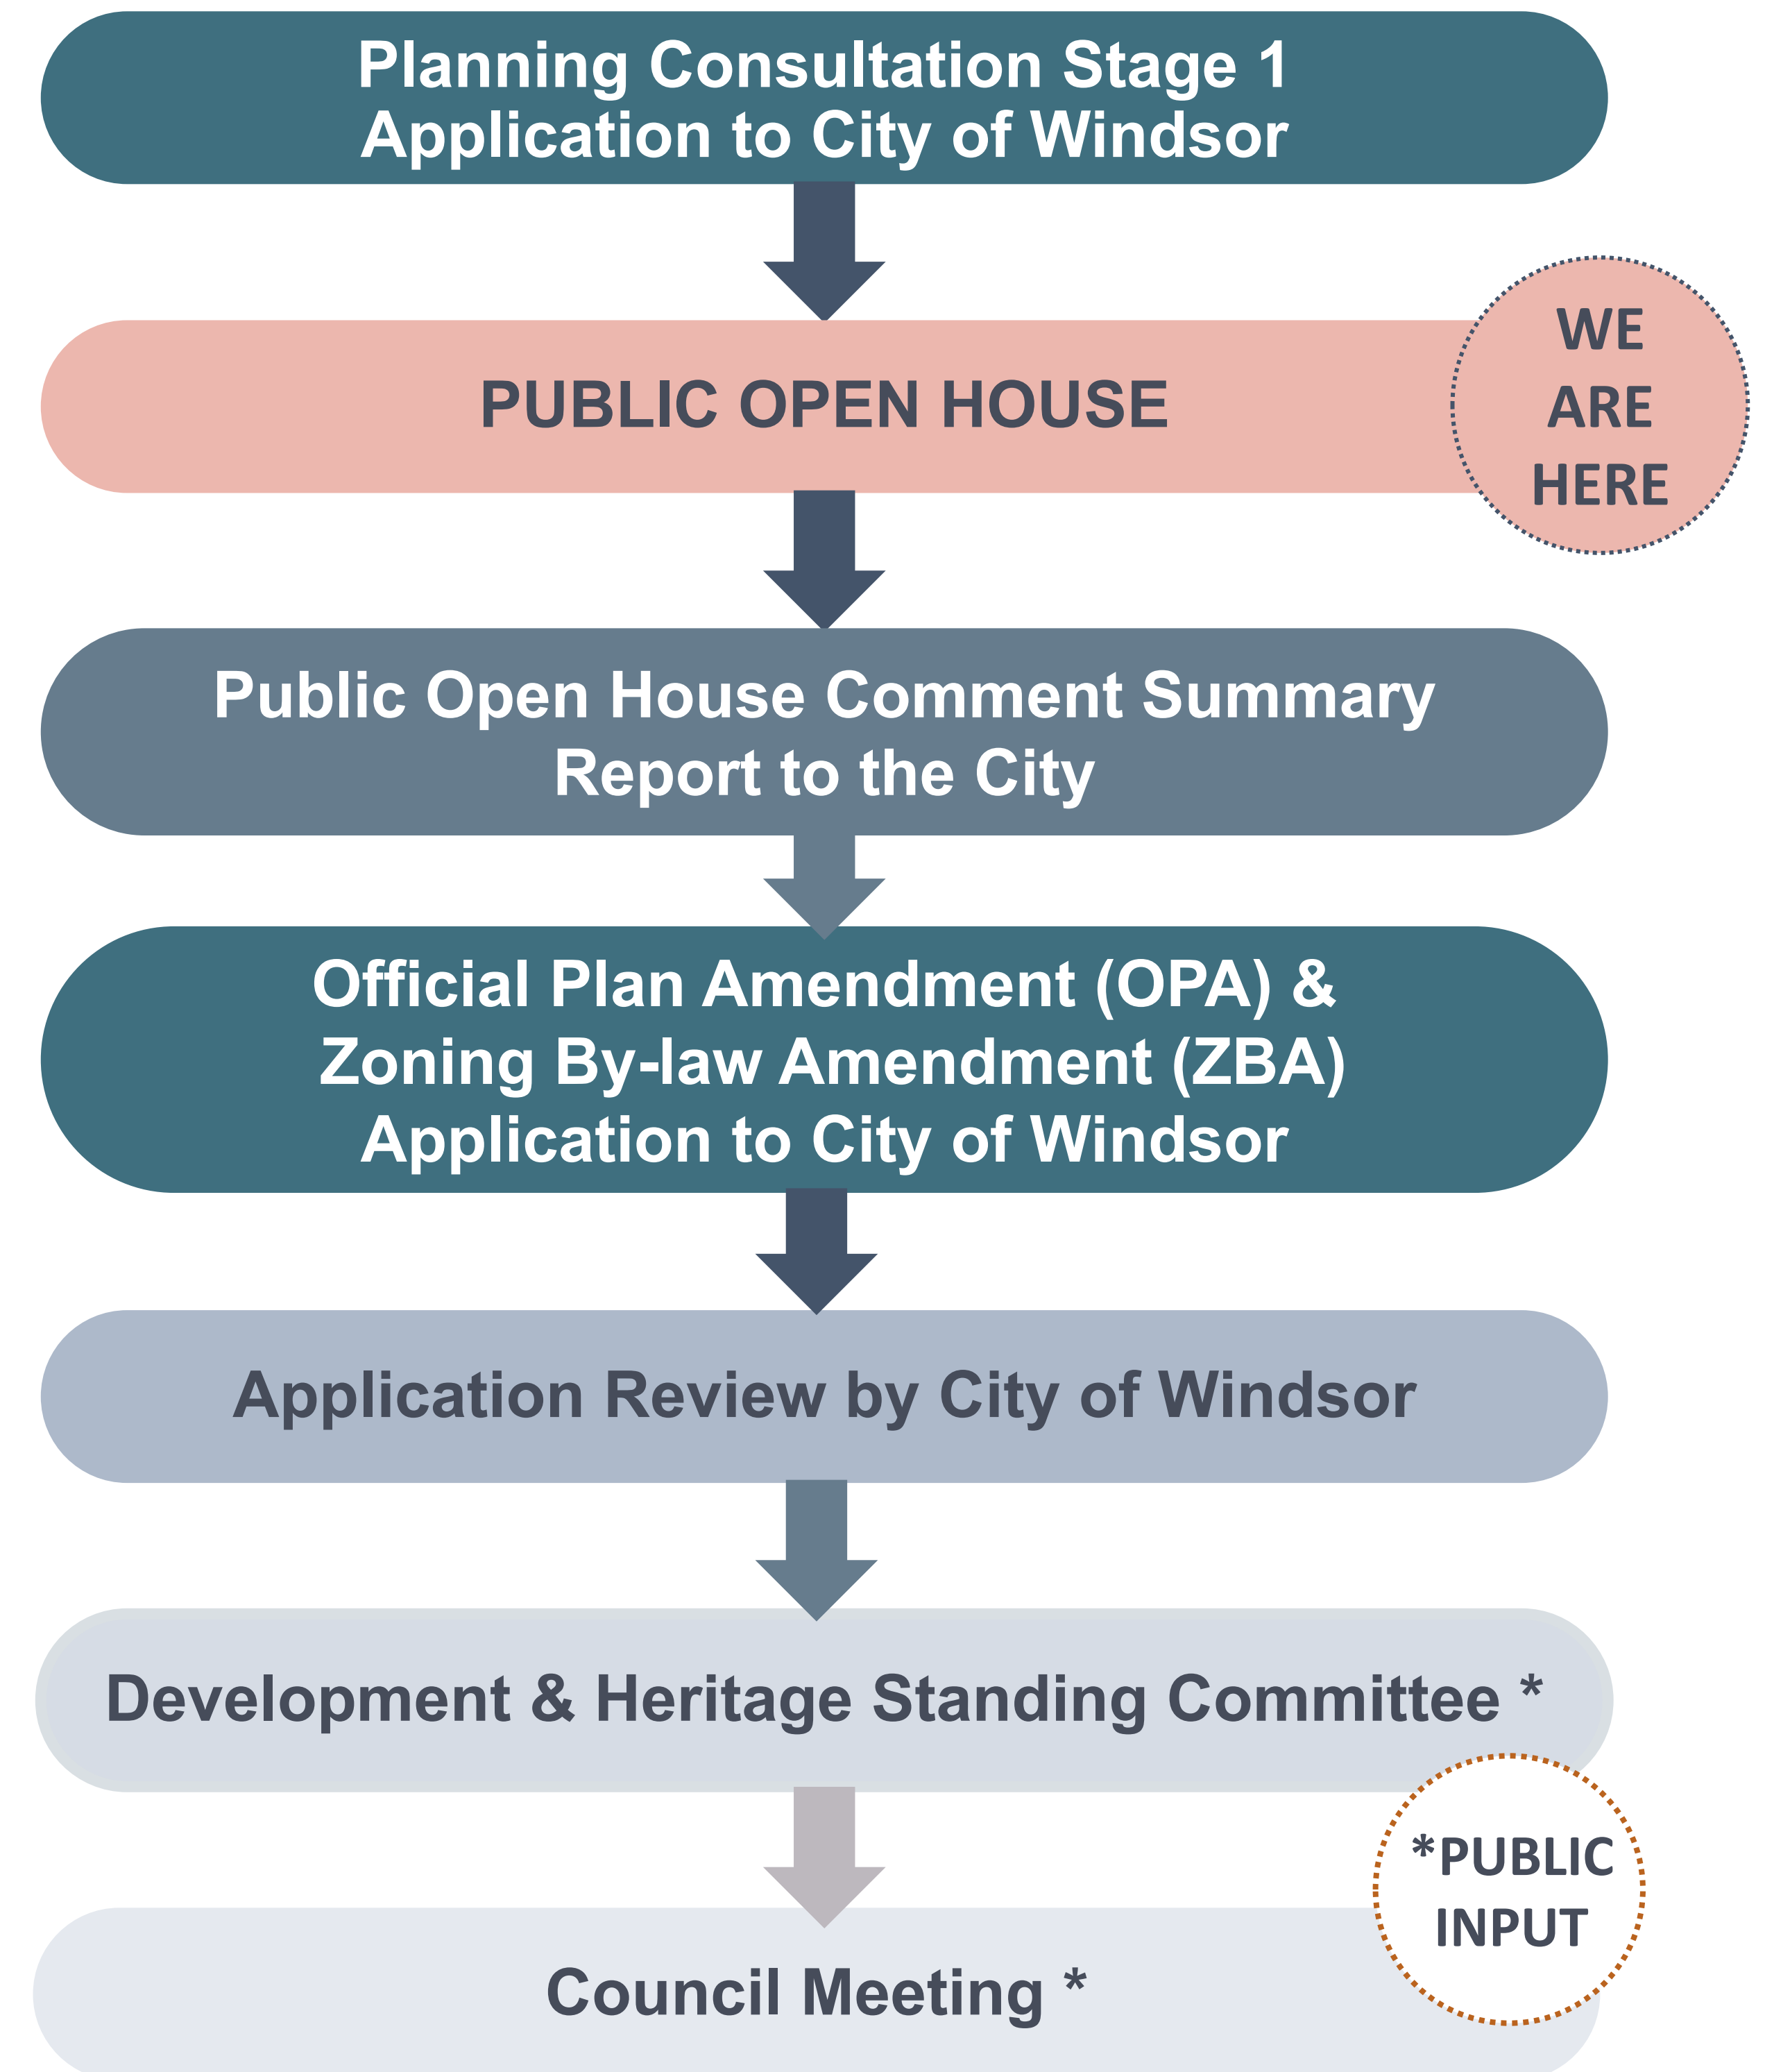 Planning Consultation Stage 1
Application to City of Windsor
PUBLIC OPEN HOUSE
WE
ARE
HERE
Public Open House Comment Summary
Report to the City
Official Plan Amendment (OPA) &
Zoning By-law Amendment (ZBA)
Application to City of Windsor
Application Review by City of Windsor
Development & Heritage Standing Committee *
*PUBLIC
INPUT
Council Meeting *